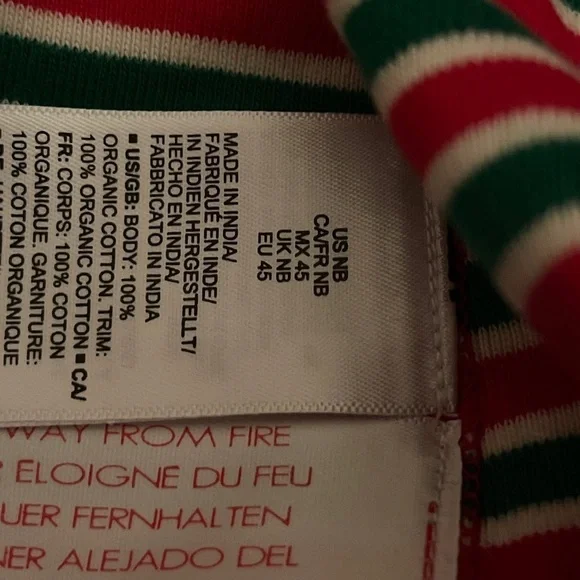 US NB
CA/FR NB
MX 45
UK NB
EU 45
MADE IN INDIA/
FABRIQUÉ EN INDE/
IN INDIEN HERGESTELLT/
HECHO EN INDIA/
FABBRICATO IN INDIA
■ US/GB: BODY: 100%
ORGANIC COTTON. TRIM:
100% ORGANIC COTTON ■ CA/
FR: CORPS: 100% COTON
ORGANIQUE. GARNITURE:
100% COTON ORGANIQUE
WAY FROM FIRE
ELOIGNÉ DU FEU
UER FERNHALTEN
NER ALEJADO DEL